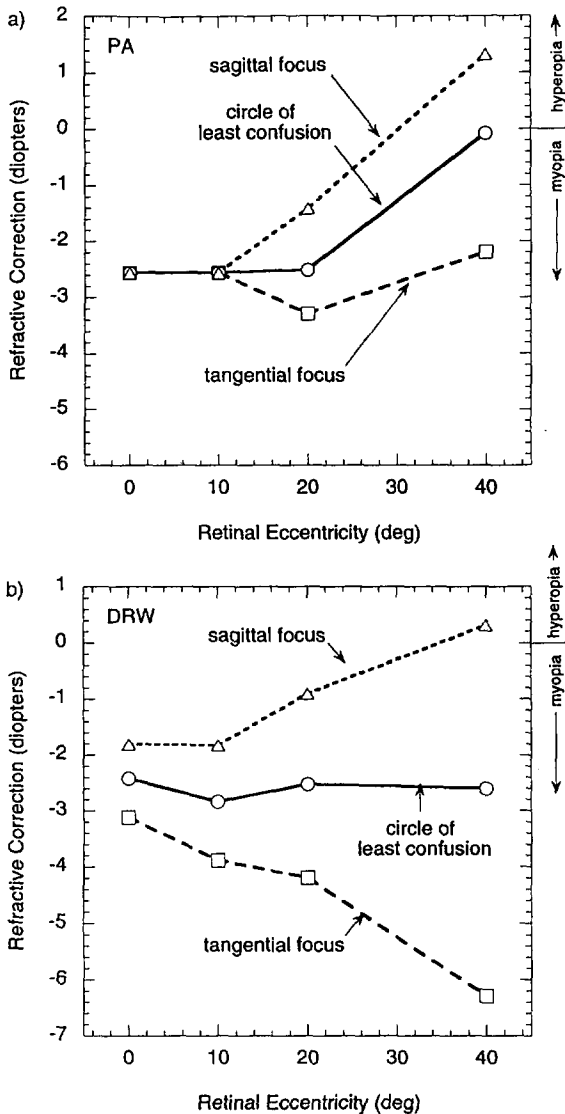 a)
PA
2
1
0
-1
-2
-3
-4
-5
-6
Refractive Correction (diopters)
sagittal focus
circle of
least confusion
tangential focus
hyperopia
myopia
0 10 20 30 40
Retinal Eccentricity (deg)
b)
DRW
1
0
-1
-2
-3
-4
-5
-6
-7
Refractive Correction (diopters)
sagittal focus
circle of
least confusion
tangential focus
hyperopia
myopia
0 10 20 30 40
Retinal Eccentricity (deg)